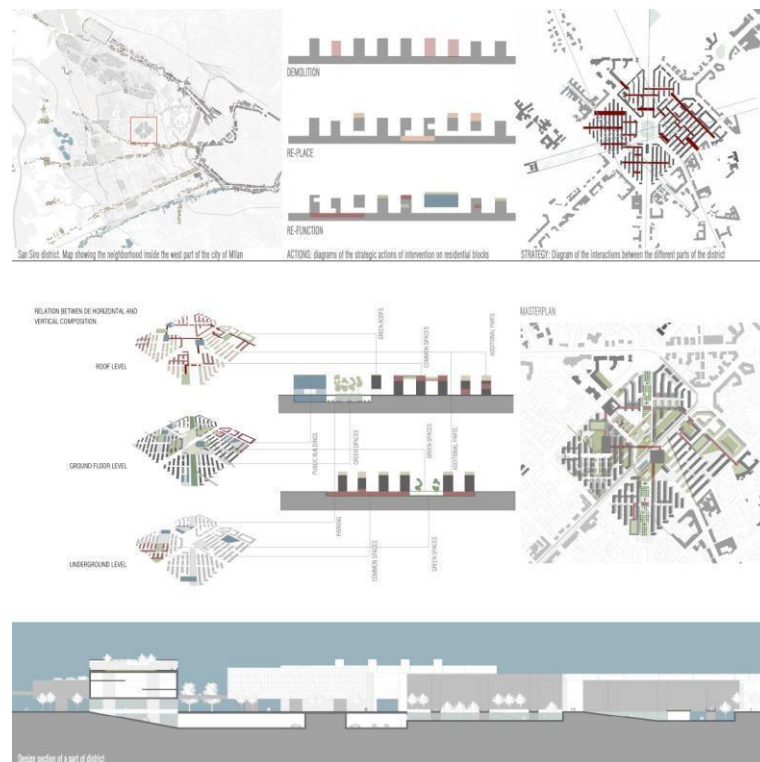 DEMOLITION
RE-PLACE
RE-FUNCTION
San Siro district. Map showing the neighborhood inside the west part of the city of Milan
ACTIONS: diagrams of the strategic actions of intervention on residential blocks
STRATEGY: Diagram of the interactions between the different parts of the district
RELATION BETWEN DE HORIZONTAL AND
VERTICAL COMPOSITION.
ROOF LEVEL
GROUND FLOOR LEVEL
UNDERGROUND LEVEL
GREEN ROOFS
COMMON SPACES
ADDITIONAL PARTS
PUBLIC BUILDINGS
GREEN SPACES
GREEN SPACES
ADDITIONAL PARTS
PARKING
COMMON SPACES
GREEN SPACES
MASTERPLAN
Design section of a part of district